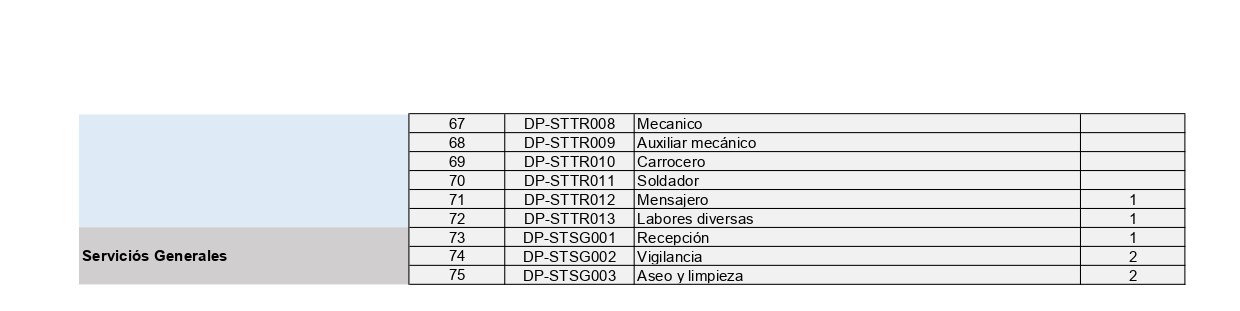 67 DP-STTR008 Mecanico
68 DP-STTR009 Auxiliar mecánico
69 DP-STTR010 Carrocero
70 DP-STTR011 Soldador
71 DP-STTR012 Mensajero 1
72 DP-STTR013 Labores diversas 1
73 DP-STSG001 Recepción 1
Serviciós Generales 74 DP-STSG002 Vigilancia 2
75 DP-STSG003 Aseo y limpieza 2